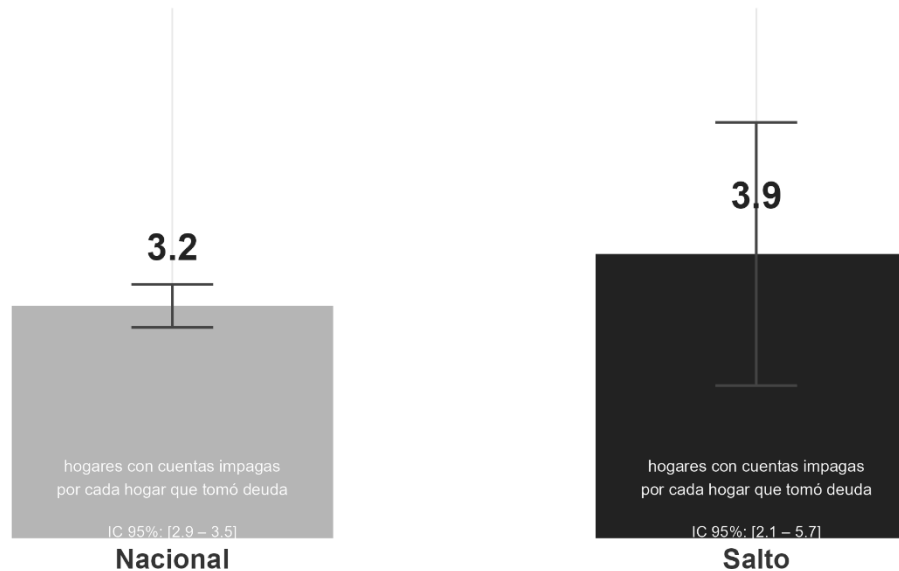 3.2
hogares con cuentas impagas
por cada hogar que tomó deuda
IC 95%: [2.9 – 3.5]
Nacional
3.9
hogares con cuentas impagas
por cada hogar que tomó deuda
IC 95%: [2.1 – 5.7]
Salto